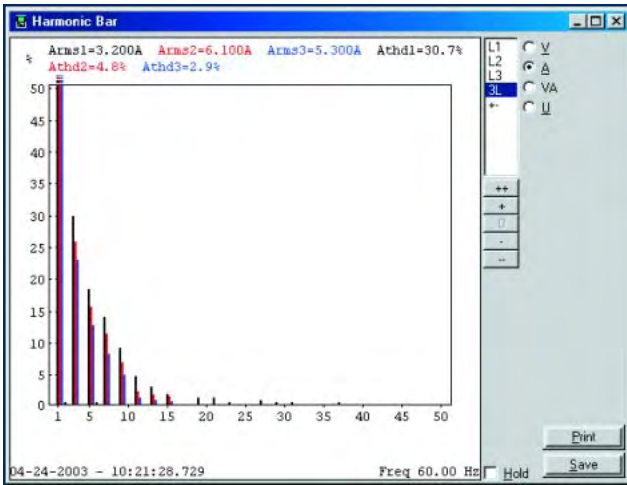 Harmonic Bar
% Arms1=3.200A Arms2=6.100A Arms3=5.300A Athd1=30.7%
Athd2=4.8% Athd3=2.9%
50
45
40
35
30
25
20
15
10
5
0
1 5 10 15 20 25 30 35 40 45 50
04-24-2003 - 10:21:28.729 Freq 60.00 Hz
L1
L2
L3
3L
+-
V
A
VA
U
++
+
0
-
--
Print
Hold Save